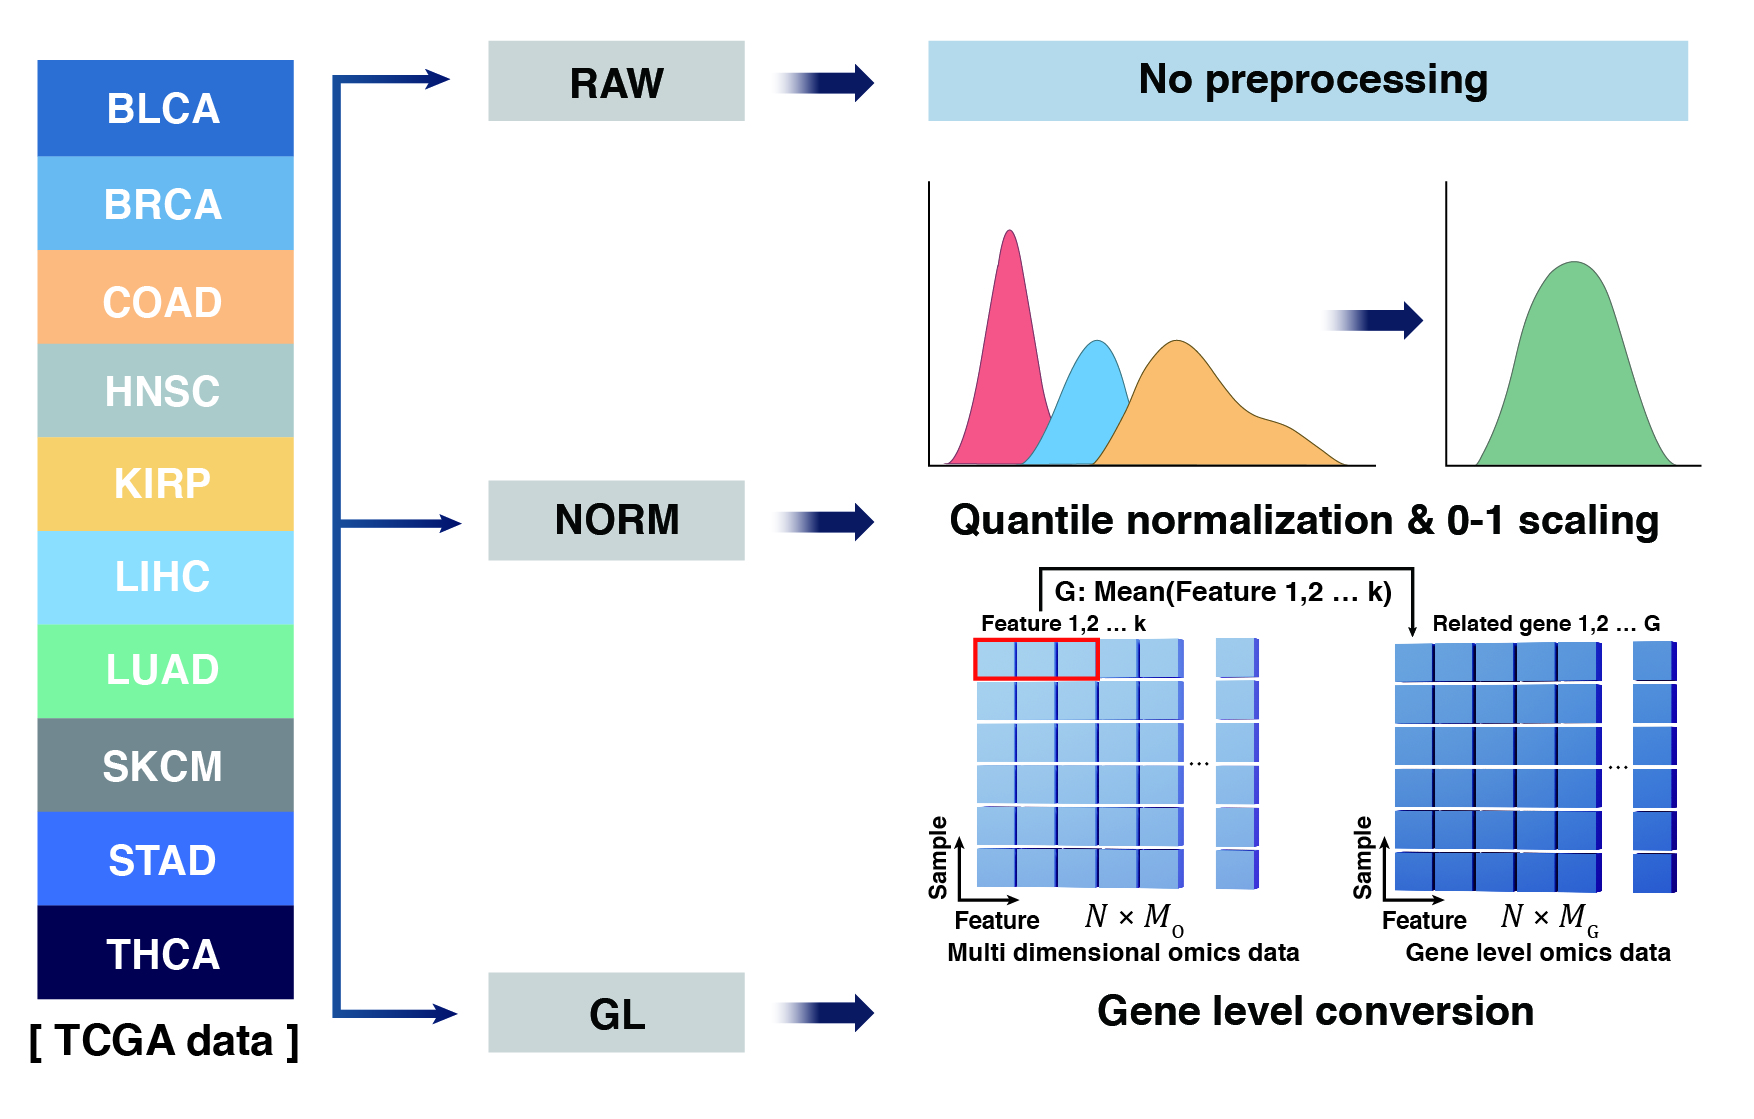 BLCA
BRCA
COAD
HNSC
KIRP
LIHC
LUAD
SKCM
STAD
THCA
[ TCGA data ]
RAW
No preprocessing
NORM
Quantile normalization & 0-1 scaling
G: Mean(Feature 1,2 ... k)
Feature 1,2 ... k
Related gene 1,2 ... G
...
...
Sample
Feature
N × M_O
Multi dimensional omics data
Sample
Feature
N × M_G
Gene level omics data
GL
Gene level conversion